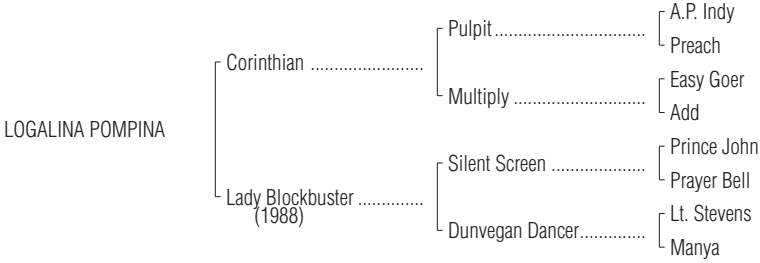 A.P. Indy
Pulpit..............................
Preach
Corinthian ......................
Easy Goer
Multiply ..........................
Add
LOGALINA POMPINA
Prince John
Silent Screen ..................
Prayer Bell
Lady Blockbuster .............
(1988)
Lt. Stevens
Dunvegan Dancer.............
Manya